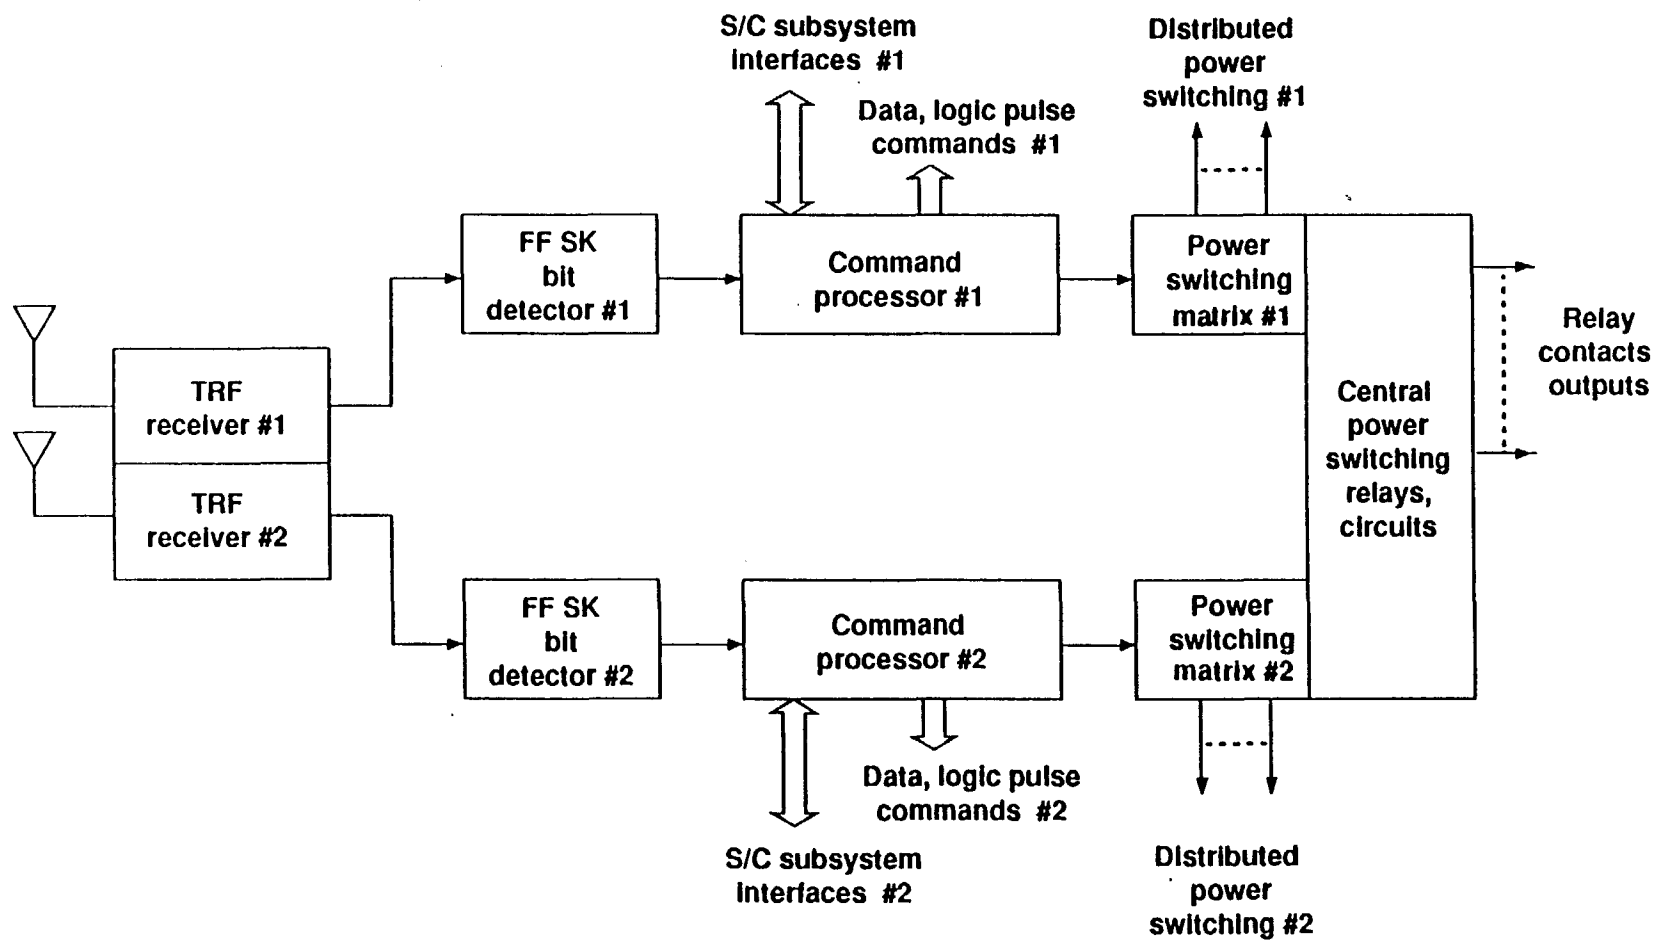 S/C subsystem
Interfaces #1
Data, logic pulse
commands #1
Distributed
power
switching #1
FF SK
bit
detector #1
Command
processor #1
Power
switching
matrix #1
TRF
receiver #1
TRF
receiver #2
Central
power
switching
relays,
circuits
Relay
contacts
outputs
FF SK
bit
detector #2
Command
processor #2
Power
switching
matrix #2
Data, logic pulse
commands #2
S/C subsystem
Interfaces #2
Distributed
power
switching #2